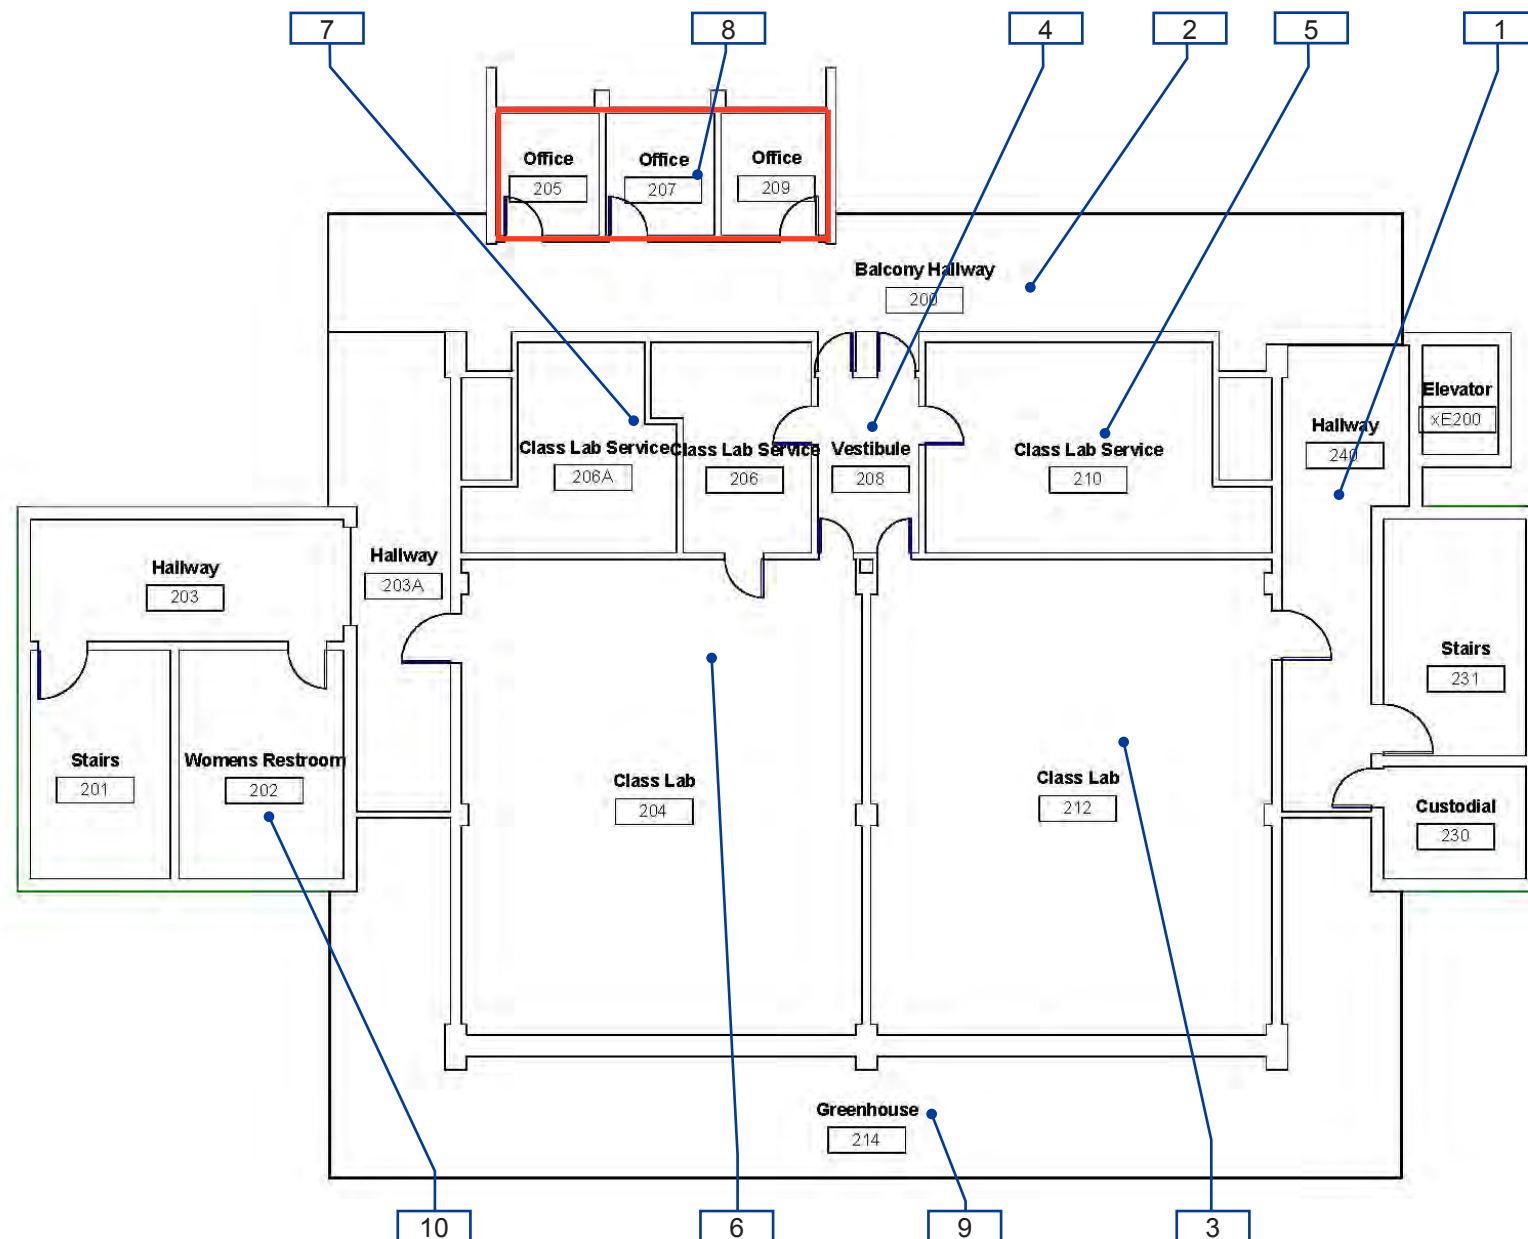 7
8
4
2
5
1
Office
205
Office
207
Office
209
Balcony Hallway
200
Elevator
xE200
Hallway
240
Class Lab Service
206A
Class Lab Service
206
Vestibule
208
Class Lab Service
210
Hallway
203A
Hallway
203
Stairs
231
Stairs
201
Womens Restroom
202
Class Lab
204
Class Lab
212
Custodial
230
Greenhouse
214
10
6
9
3